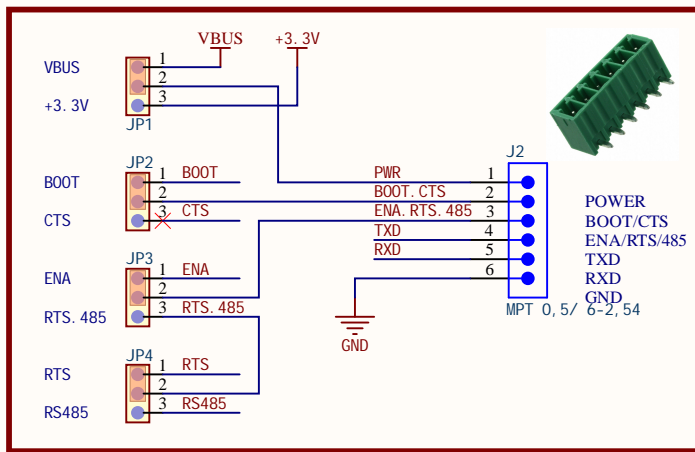 VBUS +3.3V
VBUS 1
2
+3.3V 3
JP1
JP2 J2
BOOT 1 BOOT PWR 1
2 BOOT.CTS 2 POWER
CTS 3 CTS ENA.RTS.485 3 BOOT/CTS
TXD 4 ENA/RTS/485
JP3 RXD 5 TXD
ENA 1 ENA 6 RXD
2 GND
RTS.485 3 RTS.485 MPT 0,5/ 6-2,54
GND
JP4
RTS 1 RTS
2
RS485 3 RS485